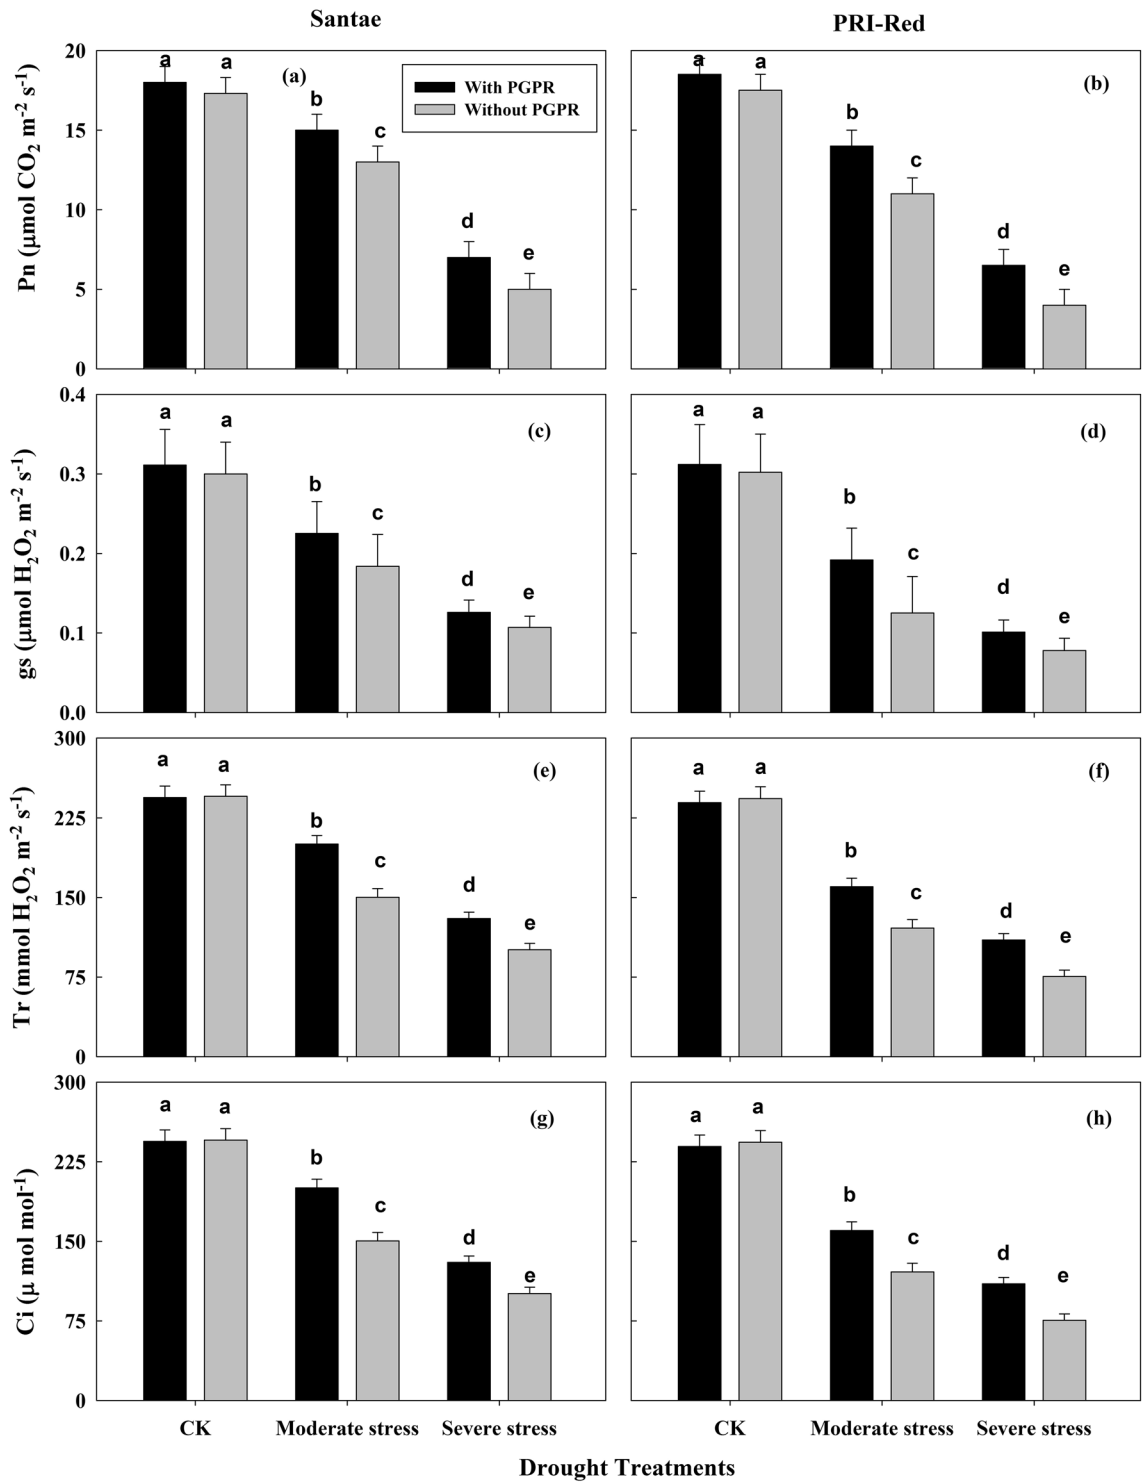 Santae
PRI-Red
Pn (µmol CO₂ m⁻² s⁻¹)
20
15
10
5
0
(a)
With PGPR
Without PGPR
a a b c d e
(b)
a a b c d e
gs (µmol H₂O₂ m⁻² s⁻¹)
0.4
0.3
0.2
0.1
0.0
(c)
a a b c d e
(d)
a a b c d e
Tr (mmol H₂O₂ m⁻² s⁻¹)
300
225
150
75
0
(e)
a a b c d e
(f)
a a b c d e
Ci (µ mol mol⁻¹)
300
225
150
75
0
(g)
a a b c d e
(h)
a a b c d e
CK Moderate stress Severe stress
CK Moderate stress Severe stress
Drought Treatments